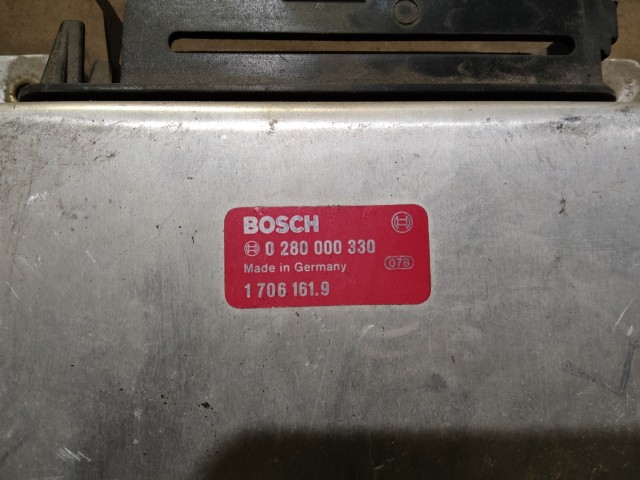 BOSCH
0 280 000 330
Made in Germany 078
1 706 161.9